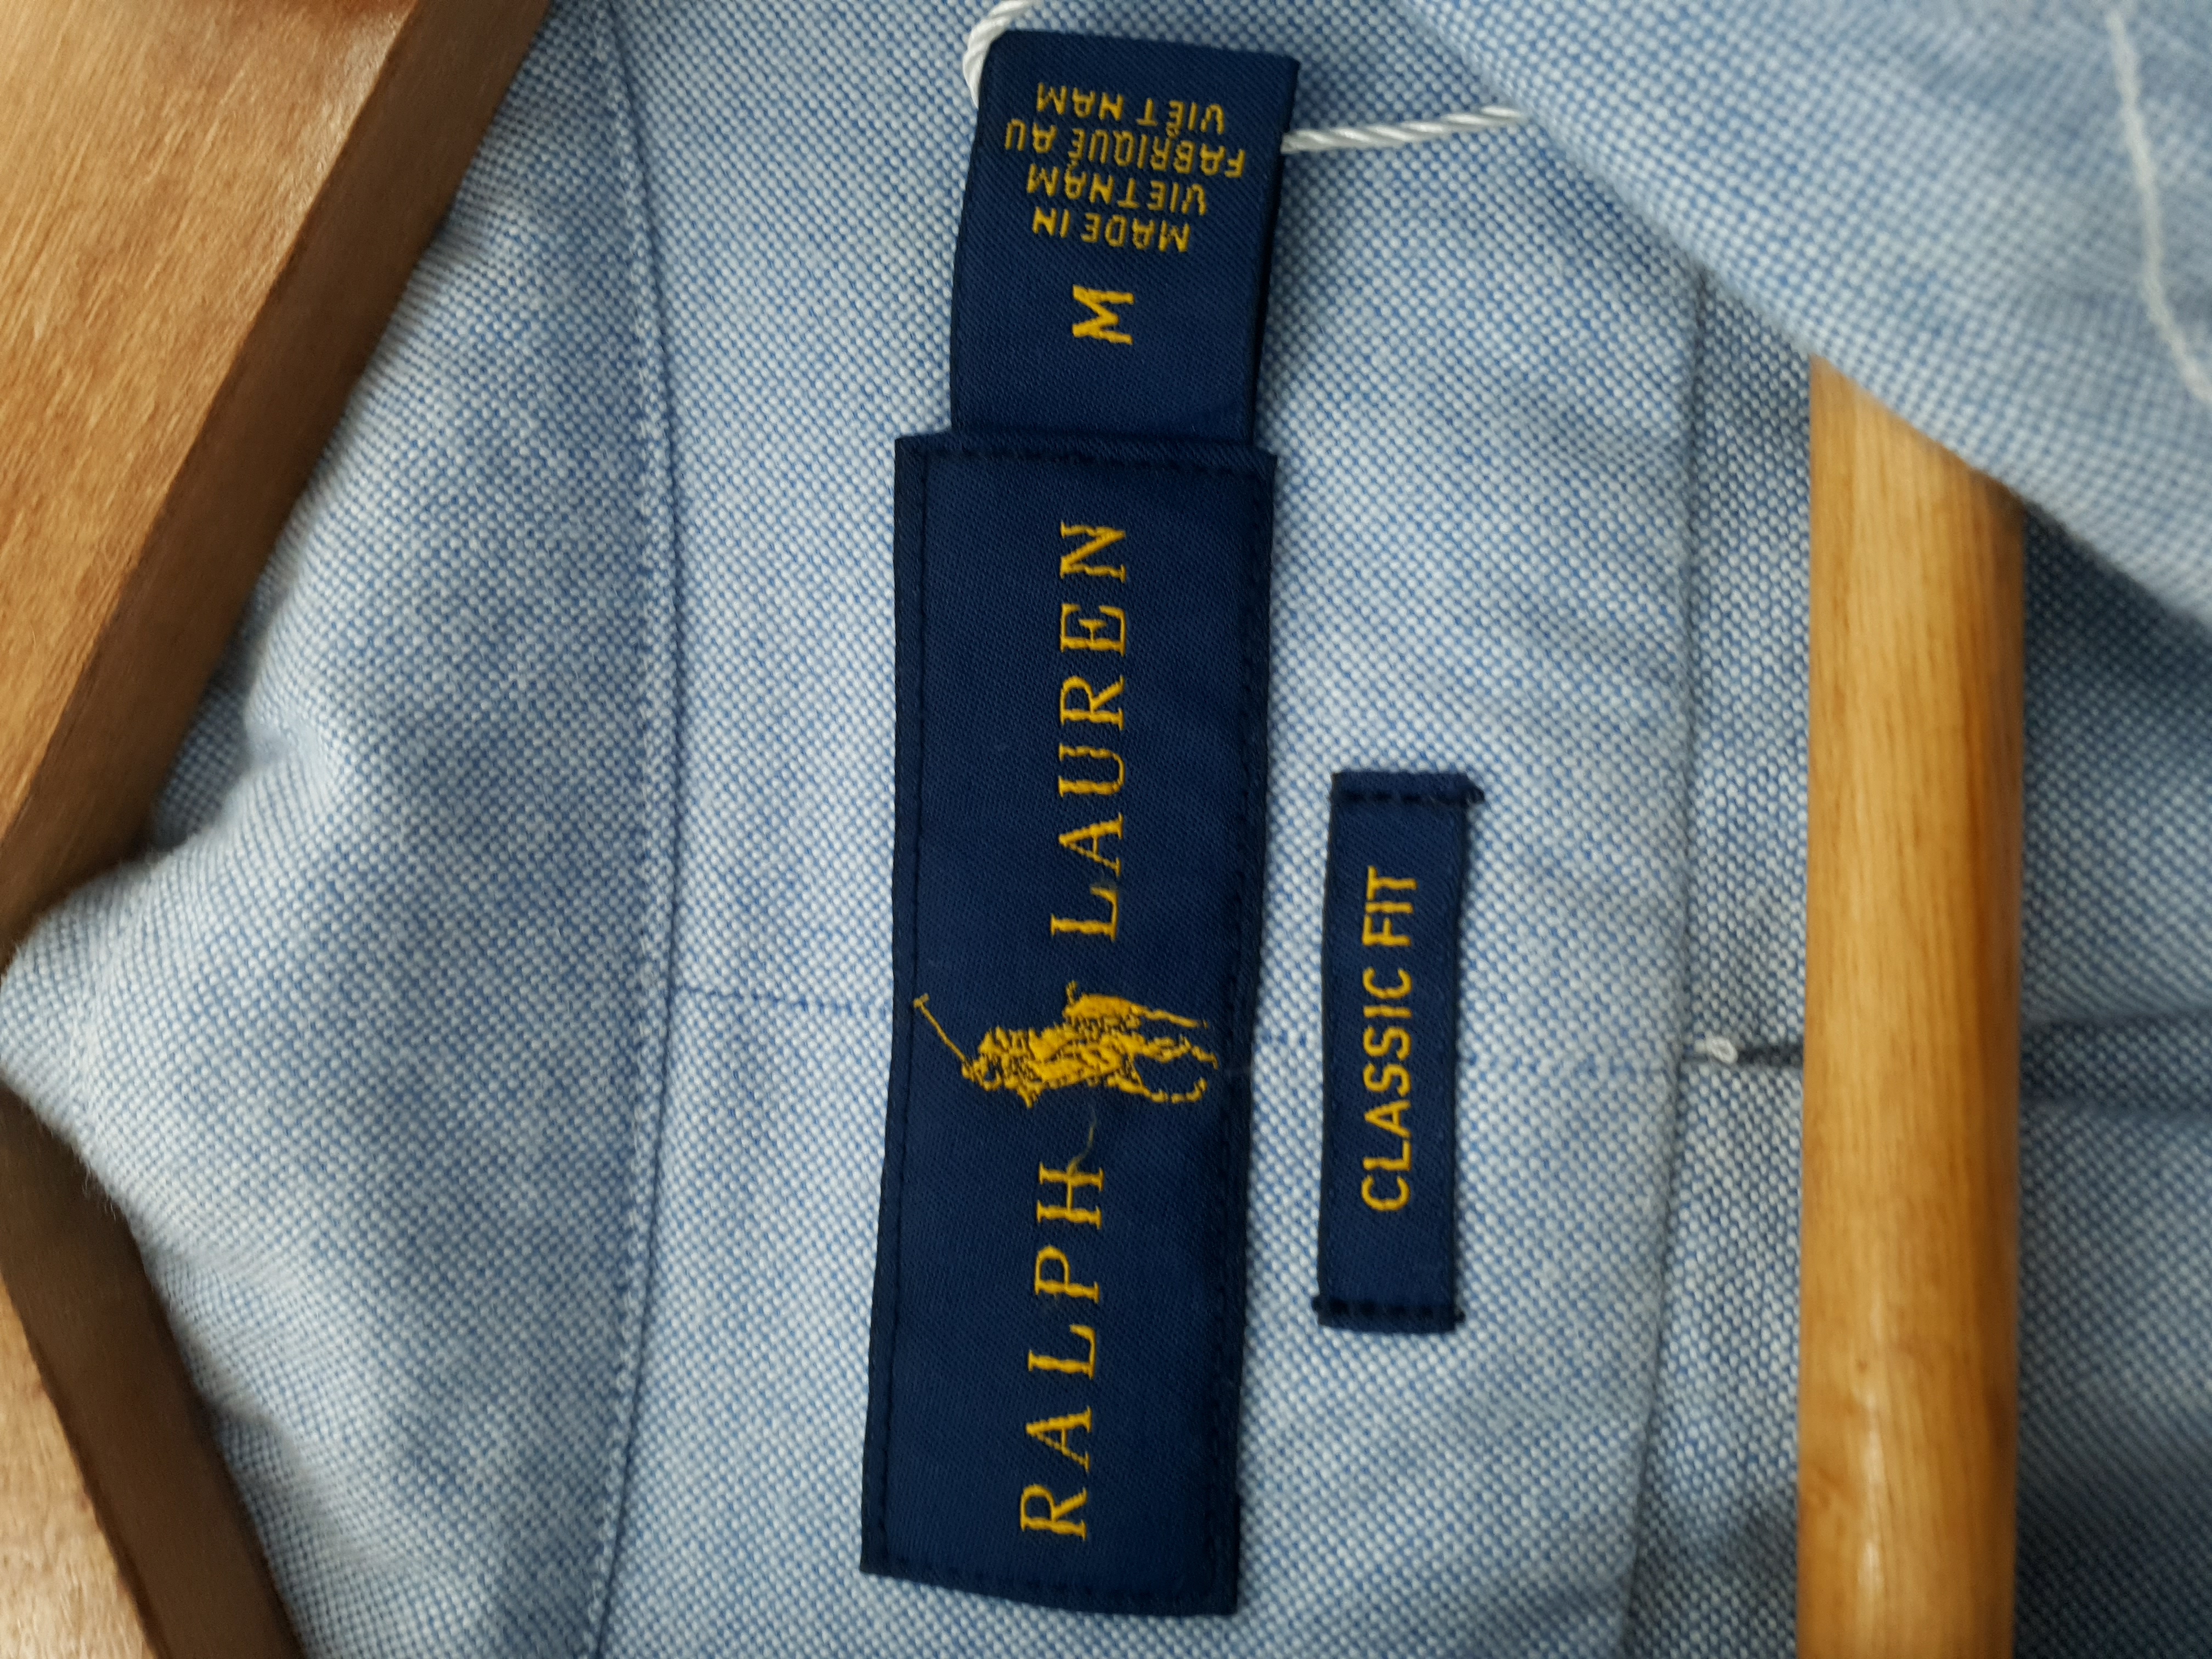 RALPH LAUREN
M
MADE IN
VIETNAM
FABRIQUÉ AU
VIÊT NAM
CLASSIC FIT